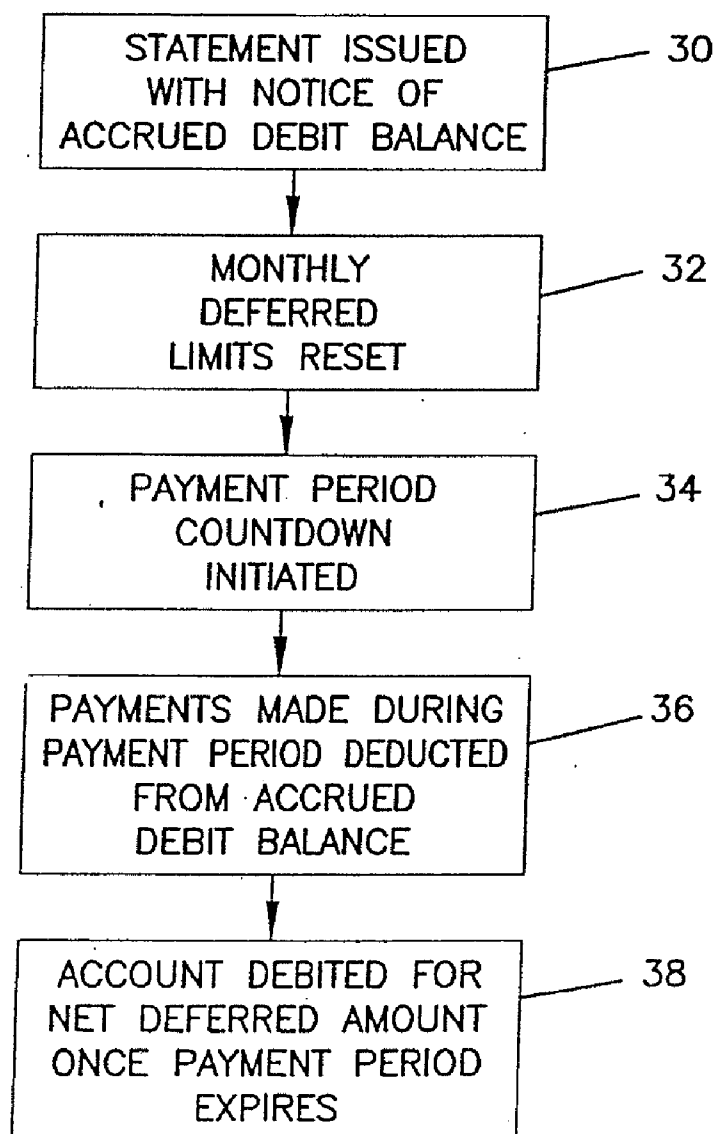 STATEMENT ISSUED
WITH NOTICE OF
ACCRUED DEBIT BALANCE
30
MONTHLY
DEFERRED
LIMITS RESET
32
PAYMENT PERIOD
COUNTDOWN
INITIATED
34
PAYMENTS MADE DURING
PAYMENT PERIOD DEDUCTED
FROM ACCRUED
DEBIT BALANCE
36
ACCOUNT DEBITED FOR
NET DEFERRED AMOUNT
ONCE PAYMENT PERIOD
EXPIRES
38